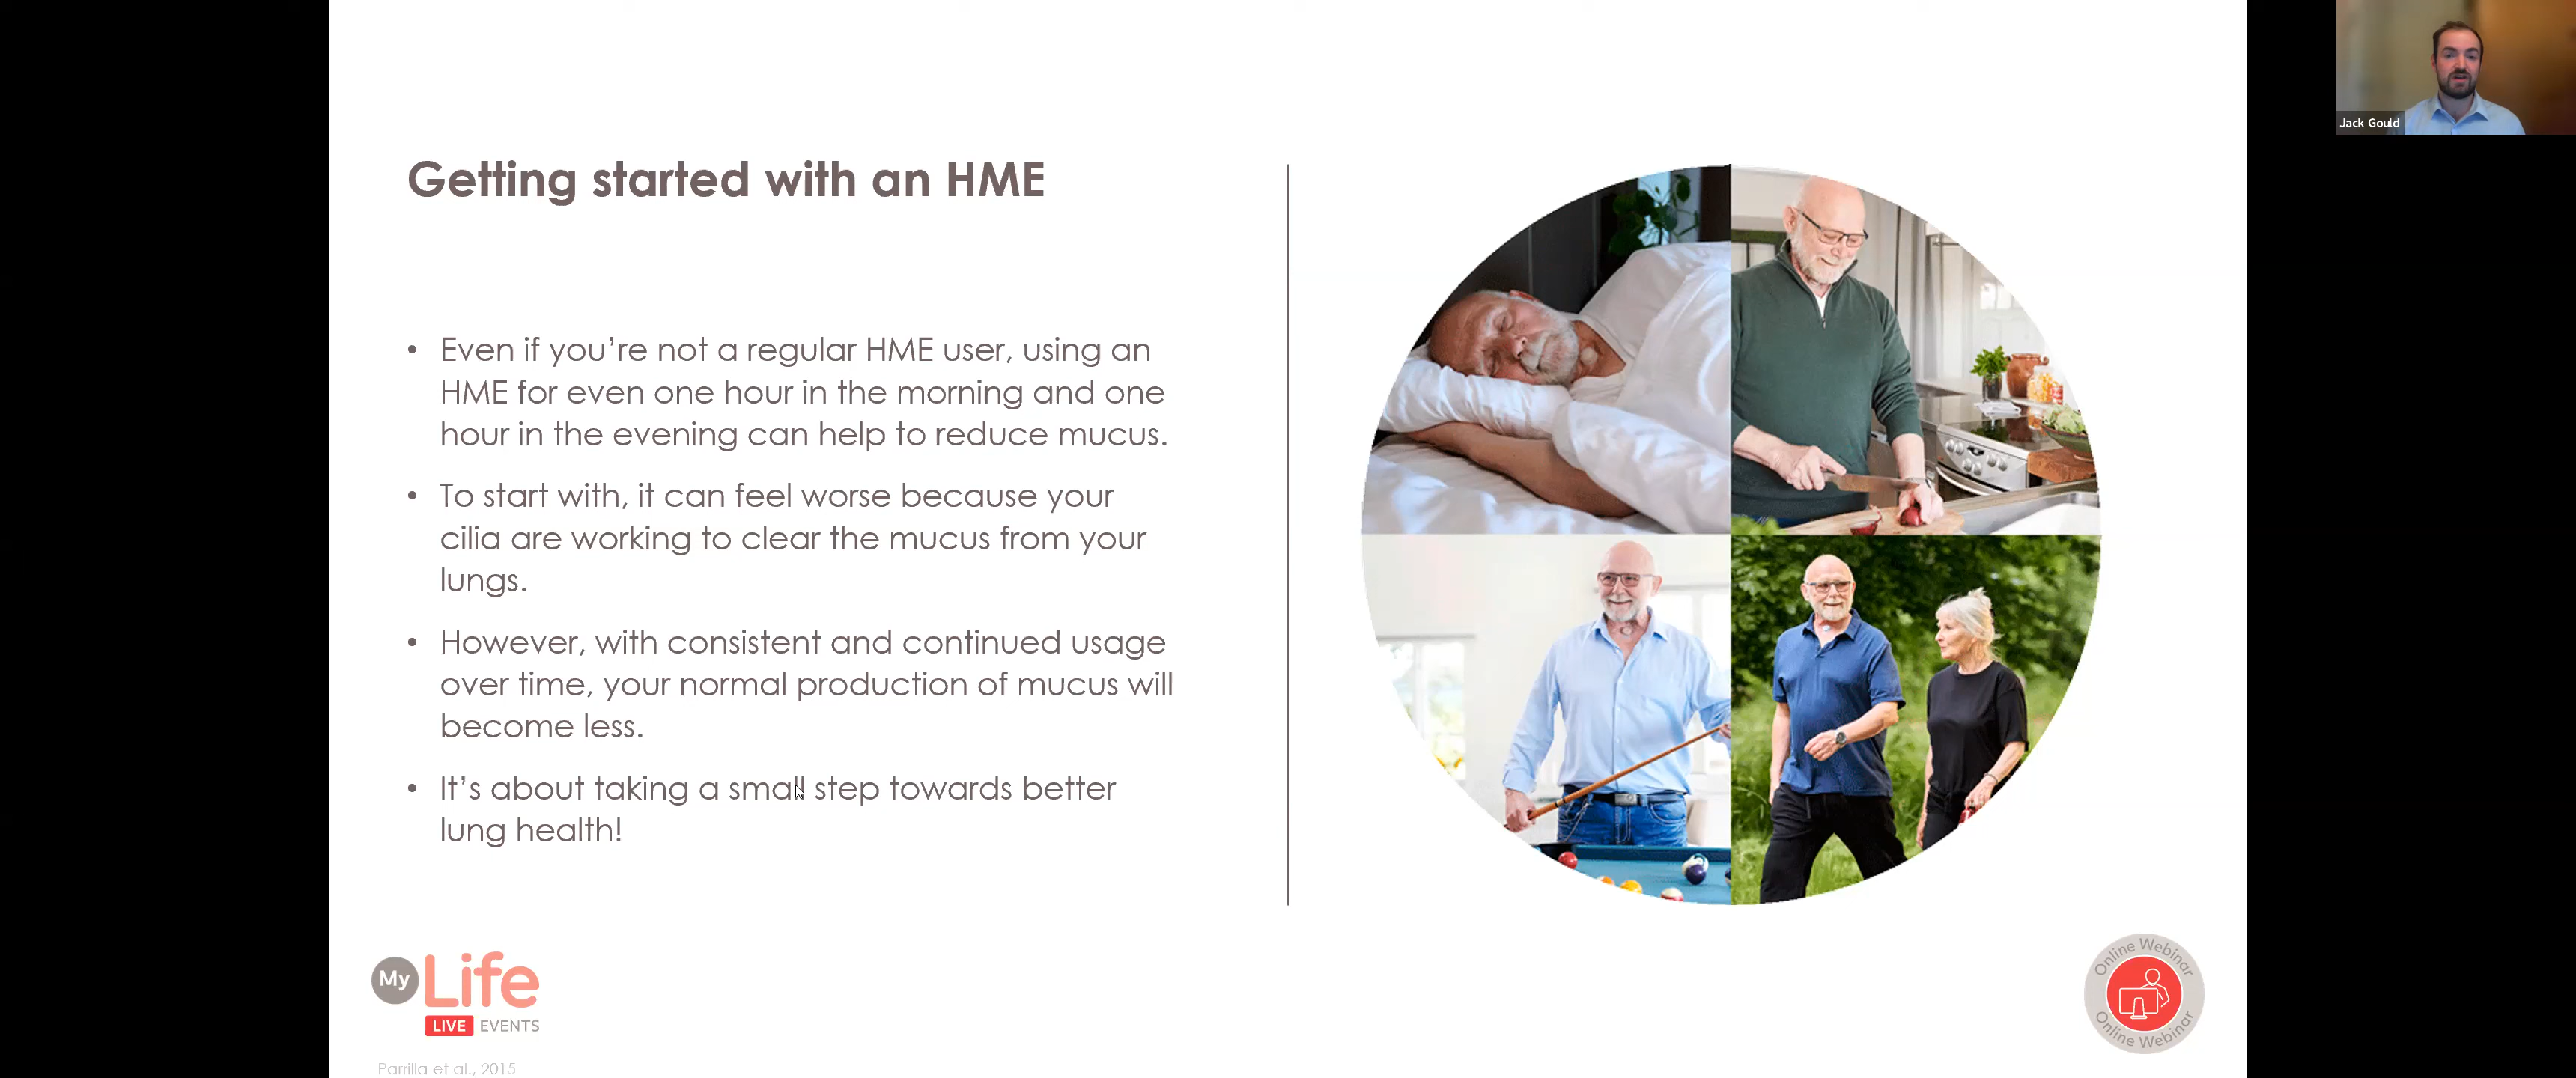 Jack Gould
Getting started with an HME
• Even if you’re not a regular HME user, using an
HME for even one hour in the morning and one
hour in the evening can help to reduce mucus.
• To start with, it can feel worse because your
cilia are working to clear the mucus from your
lungs.
• However, with consistent and continued usage
over time, your normal production of mucus will
become less.
• It’s about taking a small step towards better
lung health!
My Life
LIVE EVENTS
Online Webinar
Online Webinar
Parrilla et al., 2015